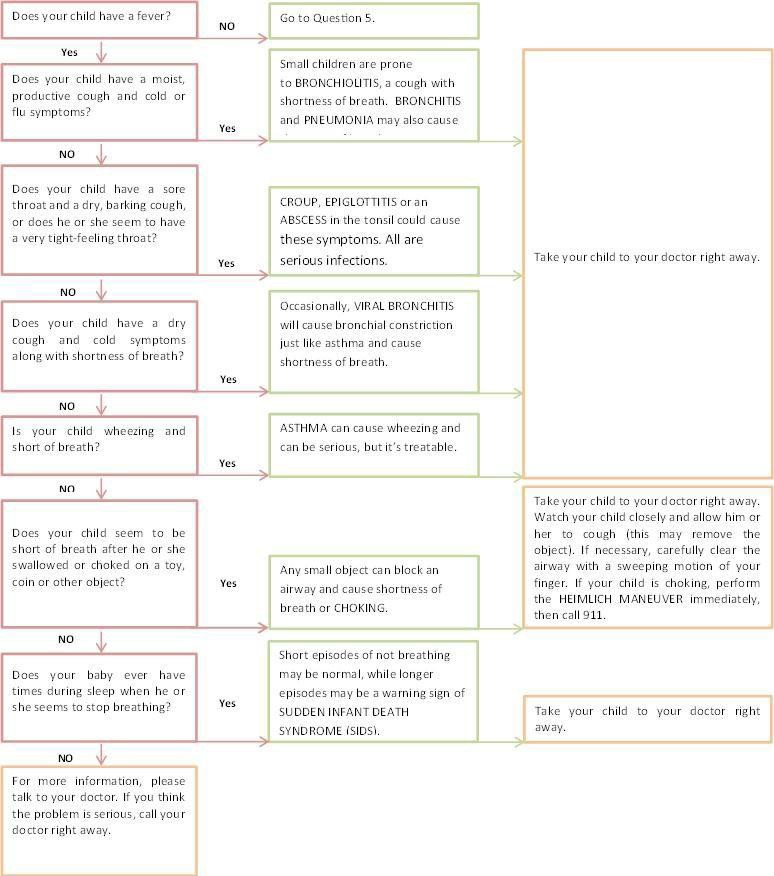 Does your child have a fever?
NO
Go to Question 5.
Yes
Does your child have a moist,
productive cough and cold or
flu symptoms?
Yes
Small children are prone
to BRONCHIOLITIS, a cough with
shortness of breath. BRONCHITIS
and PNEUMONIA may also cause
Take your child to your doctor right away.
NO
Does your child have a sore
throat and a dry, barking cough,
or does he or she seem to have
a very tight-feeling throat?
Yes
CROUP, EPIGLOTTITIS or an
ABSCESS in the tonsil could cause
these symptoms. All are
serious infections.
NO
Does your child have a dry
cough and cold symptoms
along with shortness of breath?
Yes
Occasionally, VIRAL BRONCHITIS
will cause bronchial constriction
just like asthma and cause
shortness of breath.
NO
Is your child wheezing and
short of breath?
Yes
ASTHMA can cause wheezing and
can be serious, but it's treatable.
NO
Does your child seem to be
short of breath after he or she
swallowed or choked on a toy,
coin or other object?
Yes
Any small object can block an
airway and cause shortness of
breath or CHOKING.
Take your child to your doctor right away.
Watch your child closely and allow him or
her to cough (this may remove the
object). If necessary, carefully clear the
airway with a sweeping motion of your
finger. If your child is choking, perform
the HEIMLICH MANEUVER immediately,
then call 911.
NO
Does your baby ever have
times during sleep when he or
she seems to stop breathing?
Yes
Short episodes of not breathing
may be normal, while longer
episodes may be a warning sign of
SUDDEN INFANT DEATH
SYNDROME (SIDS).
Take your child to your doctor right
away.
NO
For more information, please
talk to your doctor. If you think
the problem is serious, call your
doctor right away.